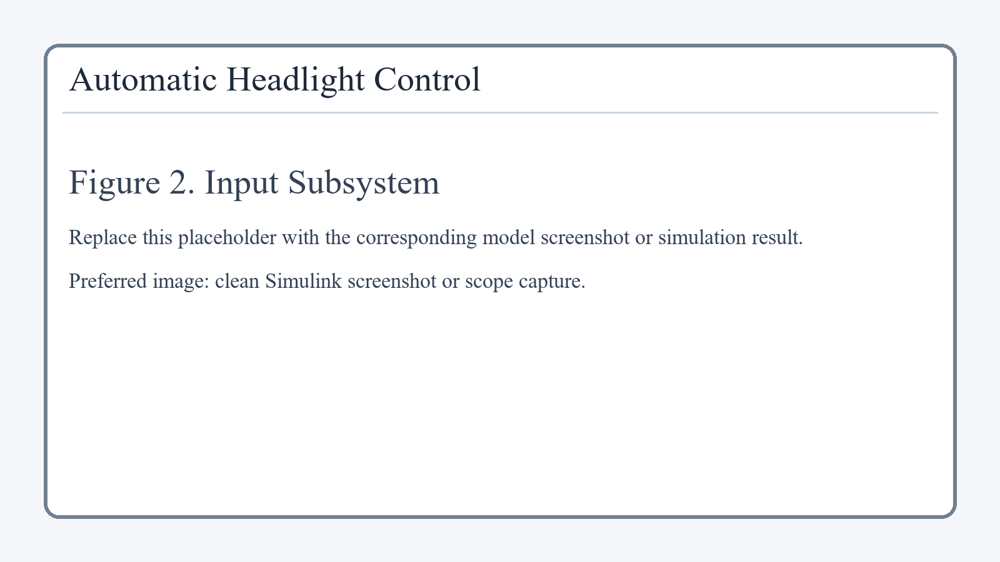 Automatic Headlight Control
Figure 2. Input Subsystem
Replace this placeholder with the corresponding model screenshot or simulation result.
Preferred image: clean Simulink screenshot or scope capture.